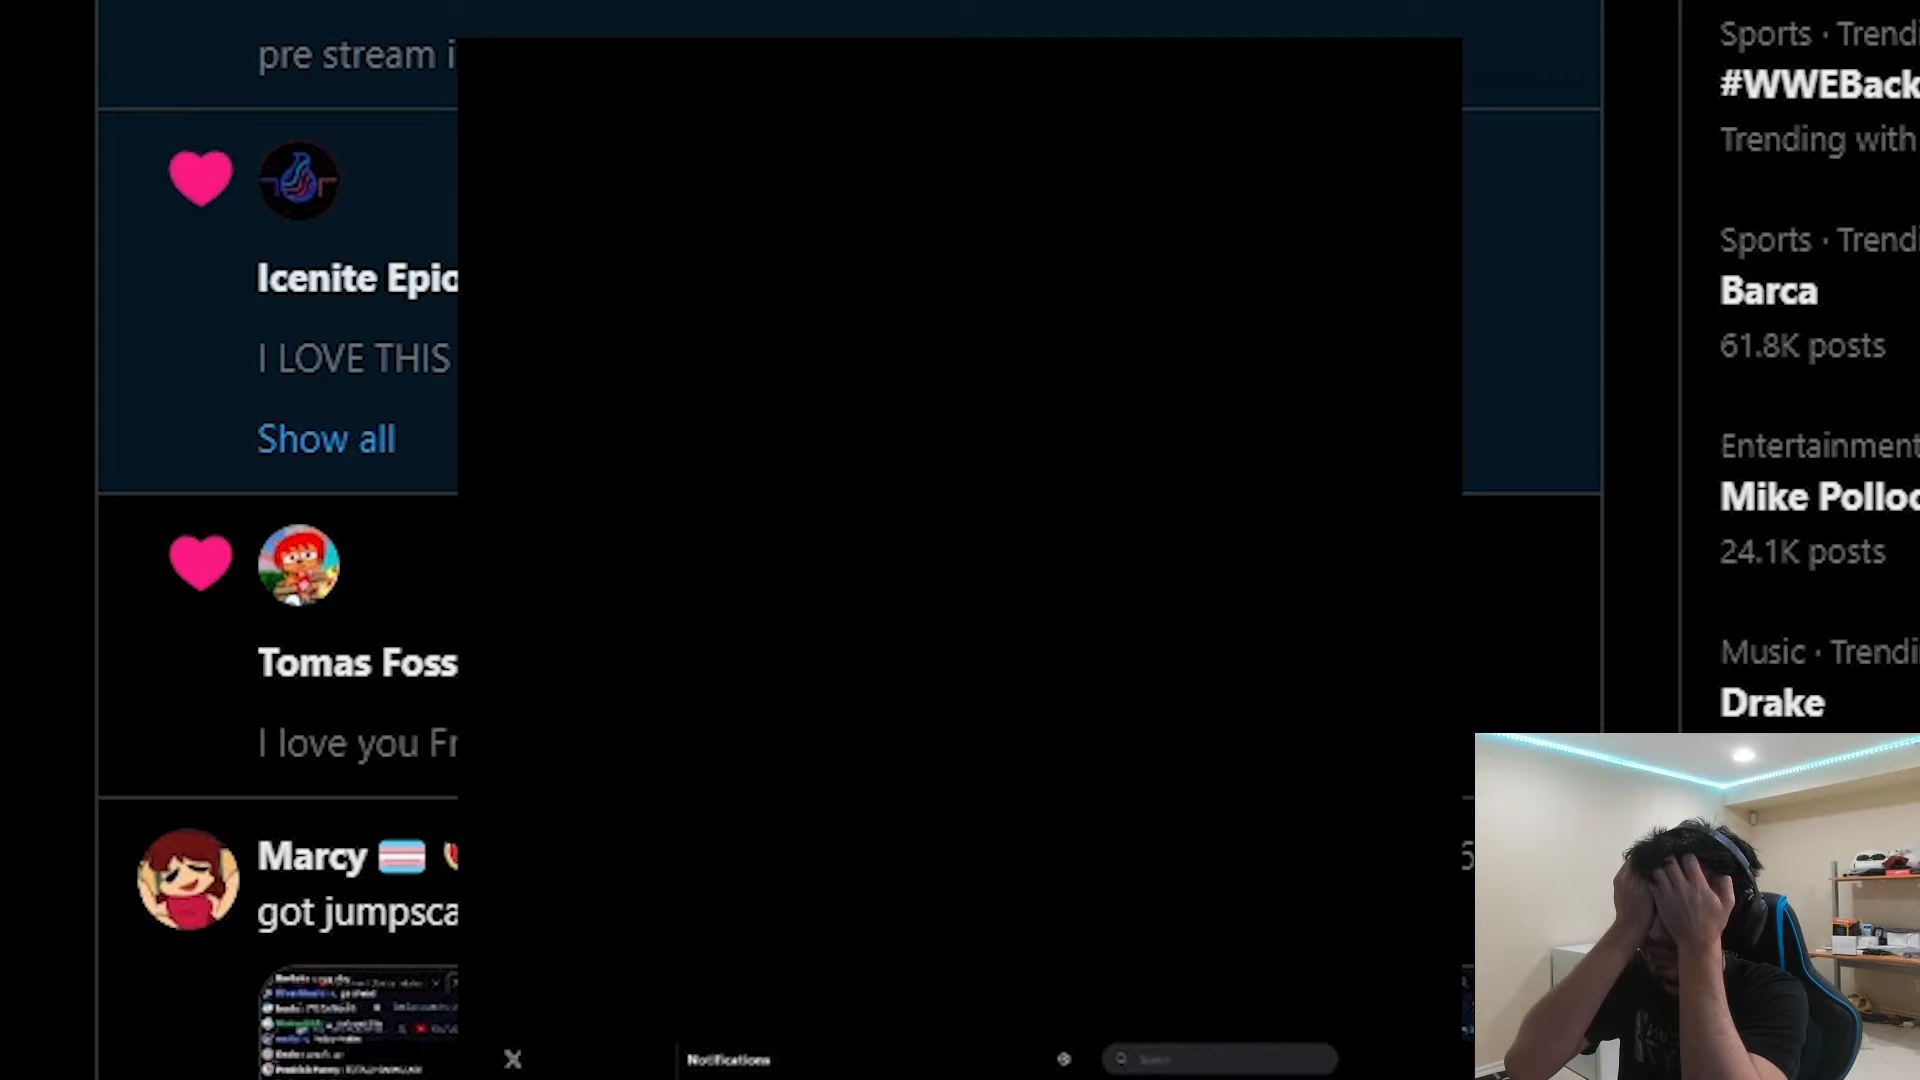 pre stream i
Icenite Epic
I LOVE THIS
Show all
Tomas Foss
I love you Fr
Marcy
got jumpsca
Notifications
Sports · Trendi
#WWEBack
Trending with
Sports · Trendi
Barca
61.8K posts
Entertainment
Mike Polloc
24.1K posts
Music · Trendi
Drake